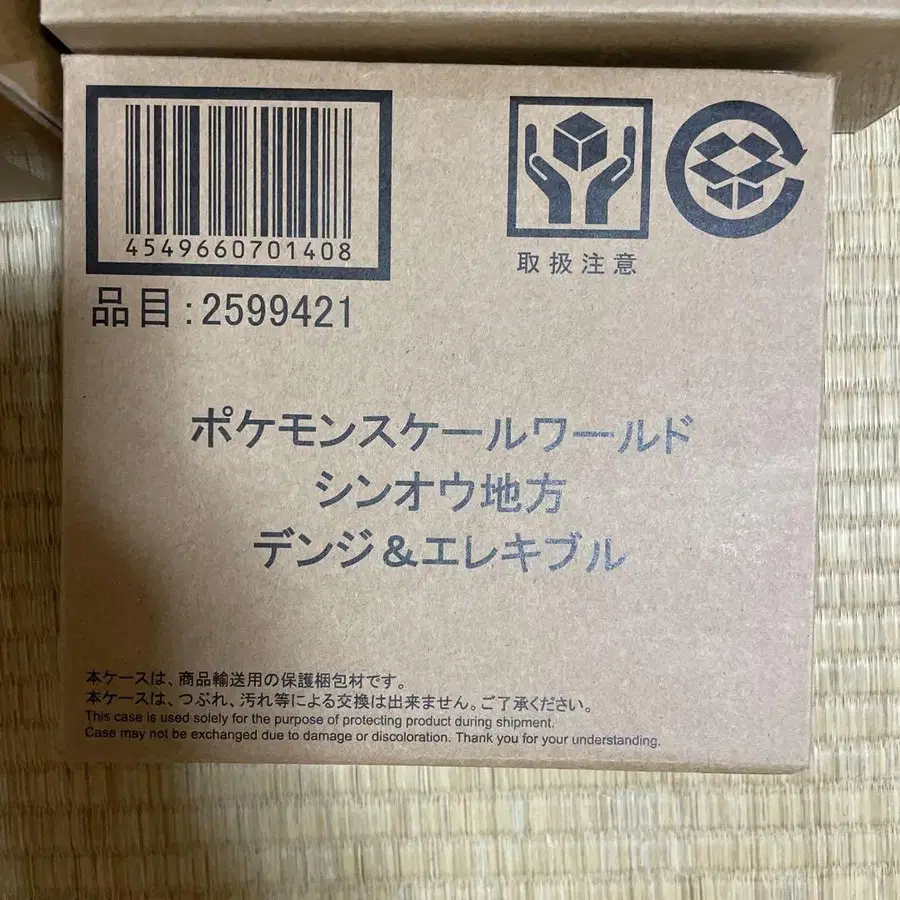 4549660701408
取扱注意
品目:2599421
ポケモンスケールワールド
シンオウ地方
デンジ&エレキブル
本ケースは、商品輸送用の保護梱包材です。
本ケースは、つぶれ、汚れ等による交換は出来ません。ご了承ください。
This case is used solely for the purpose of protecting product during shipment.
Case may not be exchanged due to damage or discoloration. Thank you for your understanding.